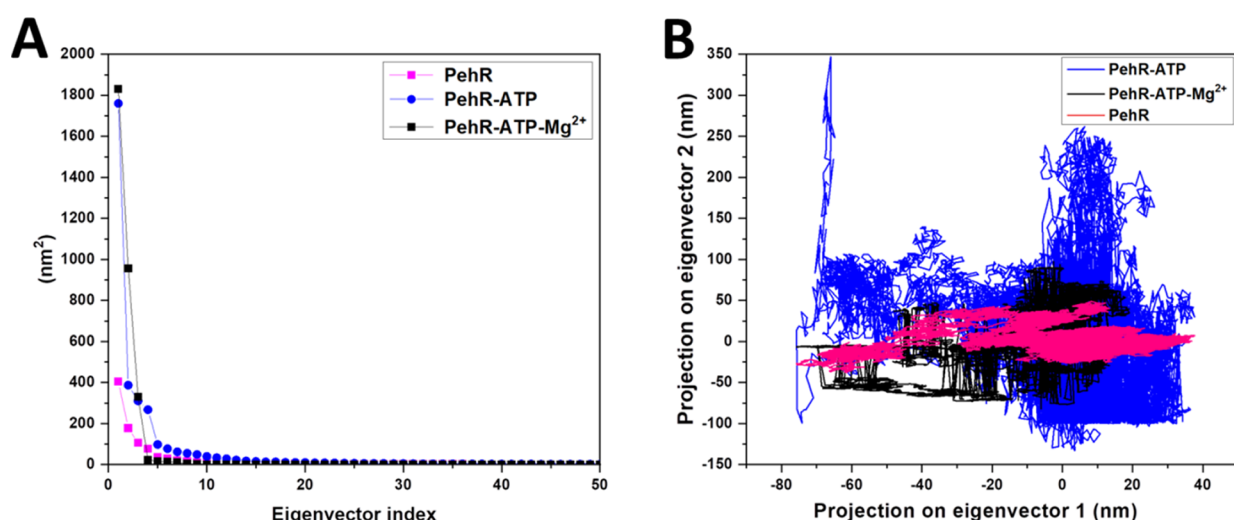 A
B
2000
1800
1600
1400
1200
1000
800
600
400
200
0
(nm²)
0 10 20 30 40 50
Eigenvector index
PehR
PehR-ATP
PehR-ATP-Mg²⁺
350
300
250
200
150
100
50
0
-50
-100
-150
Projection on eigenvector 2 (nm)
-80 -60 -40 -20 0 20 40
Projection on eigenvector 1 (nm)
PehR-ATP
PehR-ATP-Mg²⁺
PehR